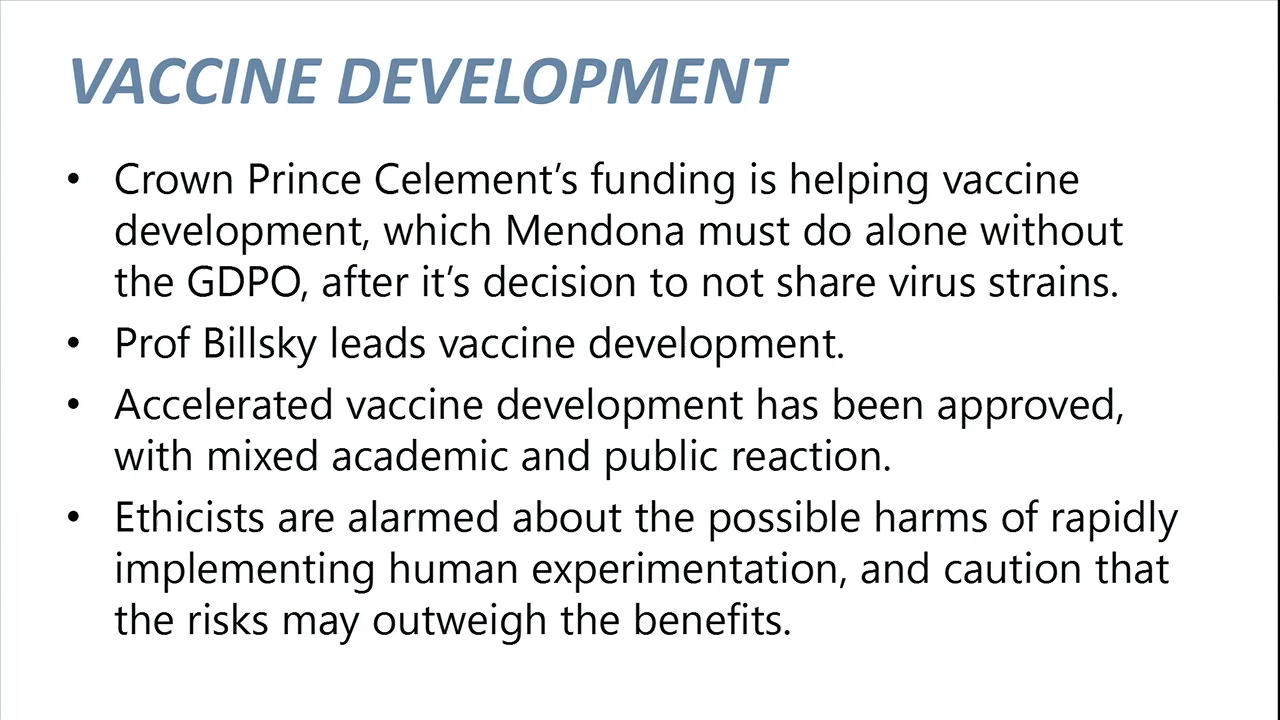 VACCINE DEVELOPMENT
• Crown Prince Celement’s funding is helping vaccine
development, which Mendona must do alone without
the GDPO, after it’s decision to not share virus strains.
• Prof Billsky leads vaccine development.
• Accelerated vaccine development has been approved,
with mixed academic and public reaction.
• Ethicists are alarmed about the possible harms of rapidly
implementing human experimentation, and caution that
the risks may outweigh the benefits.